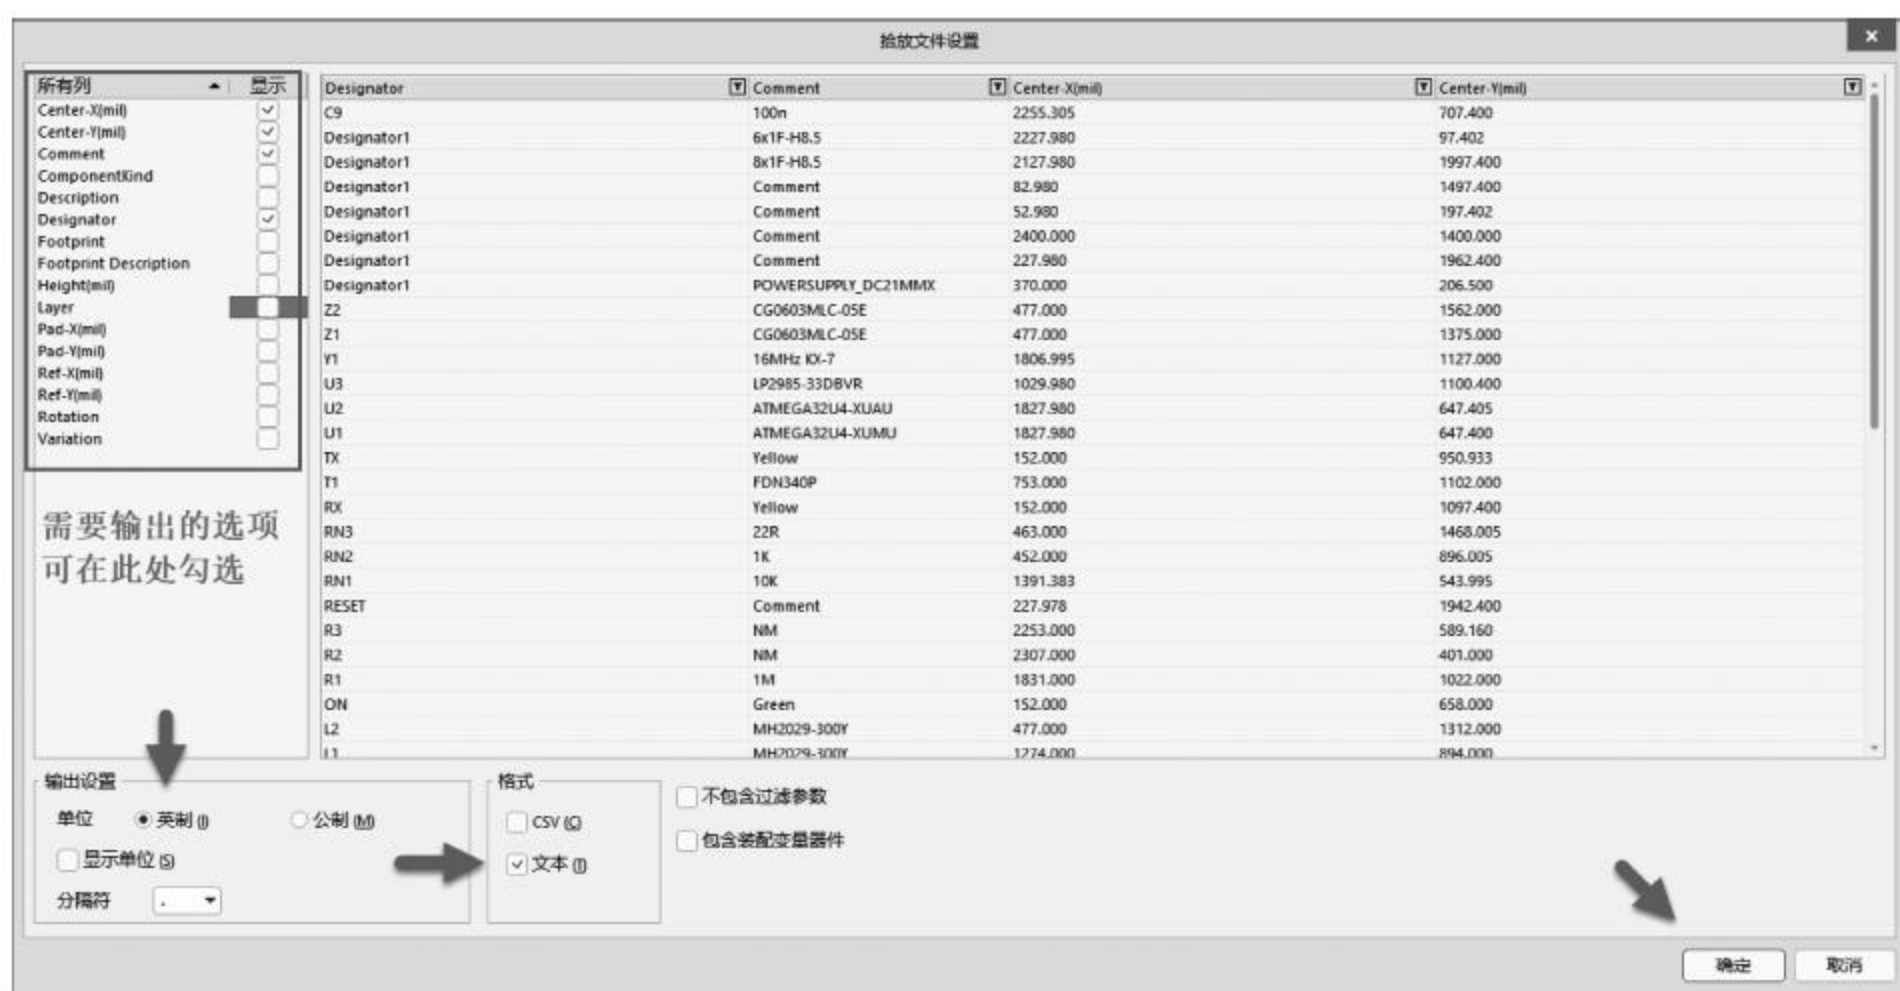 拾放文件设置
所有列 显示
Center-X(mil)
Center-Y(mil)
Comment
ComponentKind
Description
Designator
Footprint
Footprint Description
Height(mil)
Layer
Pad-X(mil)
Pad-Y(mil)
Ref-X(mil)
Ref-Y(mil)
Rotation
Variation
需要输出的选项
可在此处勾选
Designator Comment Center-X(mil) Center-Y(mil)
C9 100n 2255.305 707.400
Designator1 6x1F-H8.5 2227.980 97.402
Designator1 8x1F-H8.5 2127.980 1997.400
Designator1 Comment 82.980 1497.400
Designator1 Comment 52.980 197.402
Designator1 Comment 2400.000 1400.000
Designator1 Comment 227.980 1962.400
Designator1 POWERSUPPLY_DC21MMX 370.000 206.500
Z2 CG0603MLC-05E 477.000 1562.000
Z1 CG0603MLC-05E 477.000 1375.000
Y1 16MHz KX-7 1806.995 1127.000
U3 LP2985-33DBVR 1029.980 1100.400
U2 ATMEGA32U4-XUAU 1827.980 647.405
U1 ATMEGA32U4-XUMU 1827.980 647.400
TX Yellow 152.000 950.933
T1 FDN340P 753.000 1102.000
RX Yellow 152.000 1097.400
RN3 22R 463.000 1468.005
RN2 1K 452.000 896.005
RN1 10K 1391.383 543.995
RESET Comment 227.978 1942.400
R3 NM 2253.000 589.160
R2 NM 2307.000 401.000
R1 1M 1831.000 1022.000
ON Green 152.000 658.000
L2 MH2029-300Y 477.000 1312.000
L1 MH2029-300Y 1274.000 894.000
输出设置
单位 英制 (I) 公制 (M)
显示单位 (S)
分隔符 .
格式
CSV (C)
文本 (T)
不包含过滤参数
包含装配变量器件
确定 取消